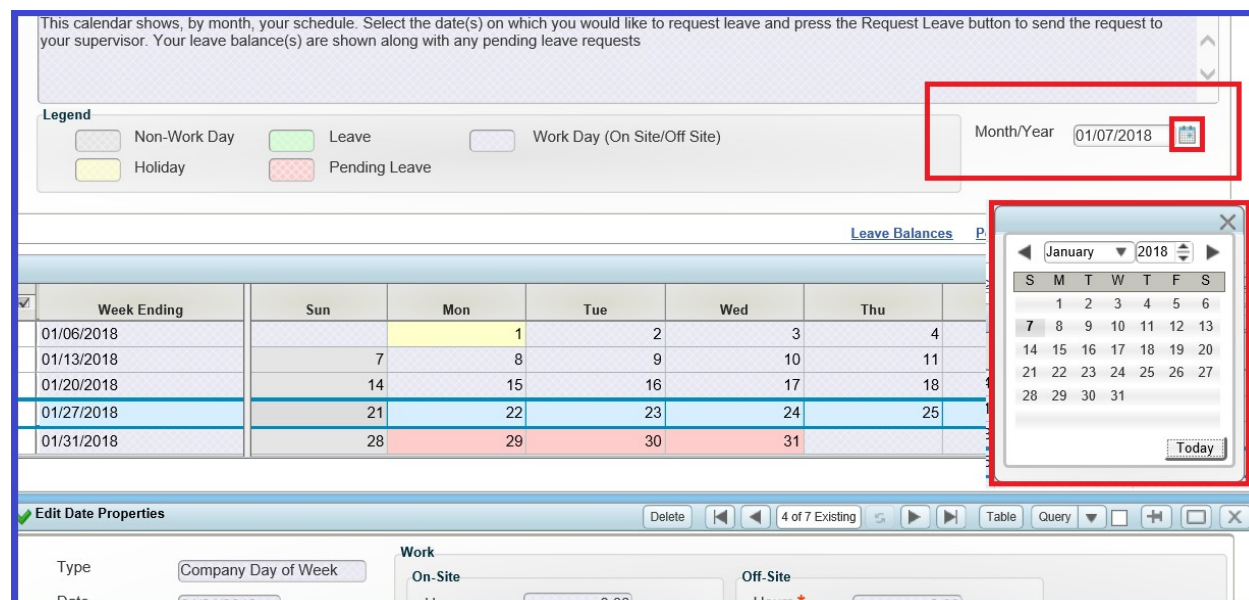 This calendar shows, by month, your schedule. Select the date(s) on which you would like to request leave and press the Request Leave button to send the request to
your supervisor. Your leave balance(s) are shown along with any pending leave requests
Legend
Non-Work Day Leave Work Day (On Site/Off Site)
Holiday Pending Leave
Month/Year 01/07/2018
Leave Balances
January 2018
S M T W T F S
1 2 3 4 5 6
7 8 9 10 11 12 13
14 15 16 17 18 19 20
21 22 23 24 25 26 27
28 29 30 31
Today
Week Ending Sun Mon Tue Wed Thu
01/06/2018 1 2 3 4
01/13/2018 7 8 9 10 11
01/20/2018 14 15 16 17 18
01/27/2018 21 22 23 24 25
01/31/2018 28 29 30 31
Edit Date Properties Delete 4 of 7 Existing Table Query
Work
Type Company Day of Week On-Site Off-Site